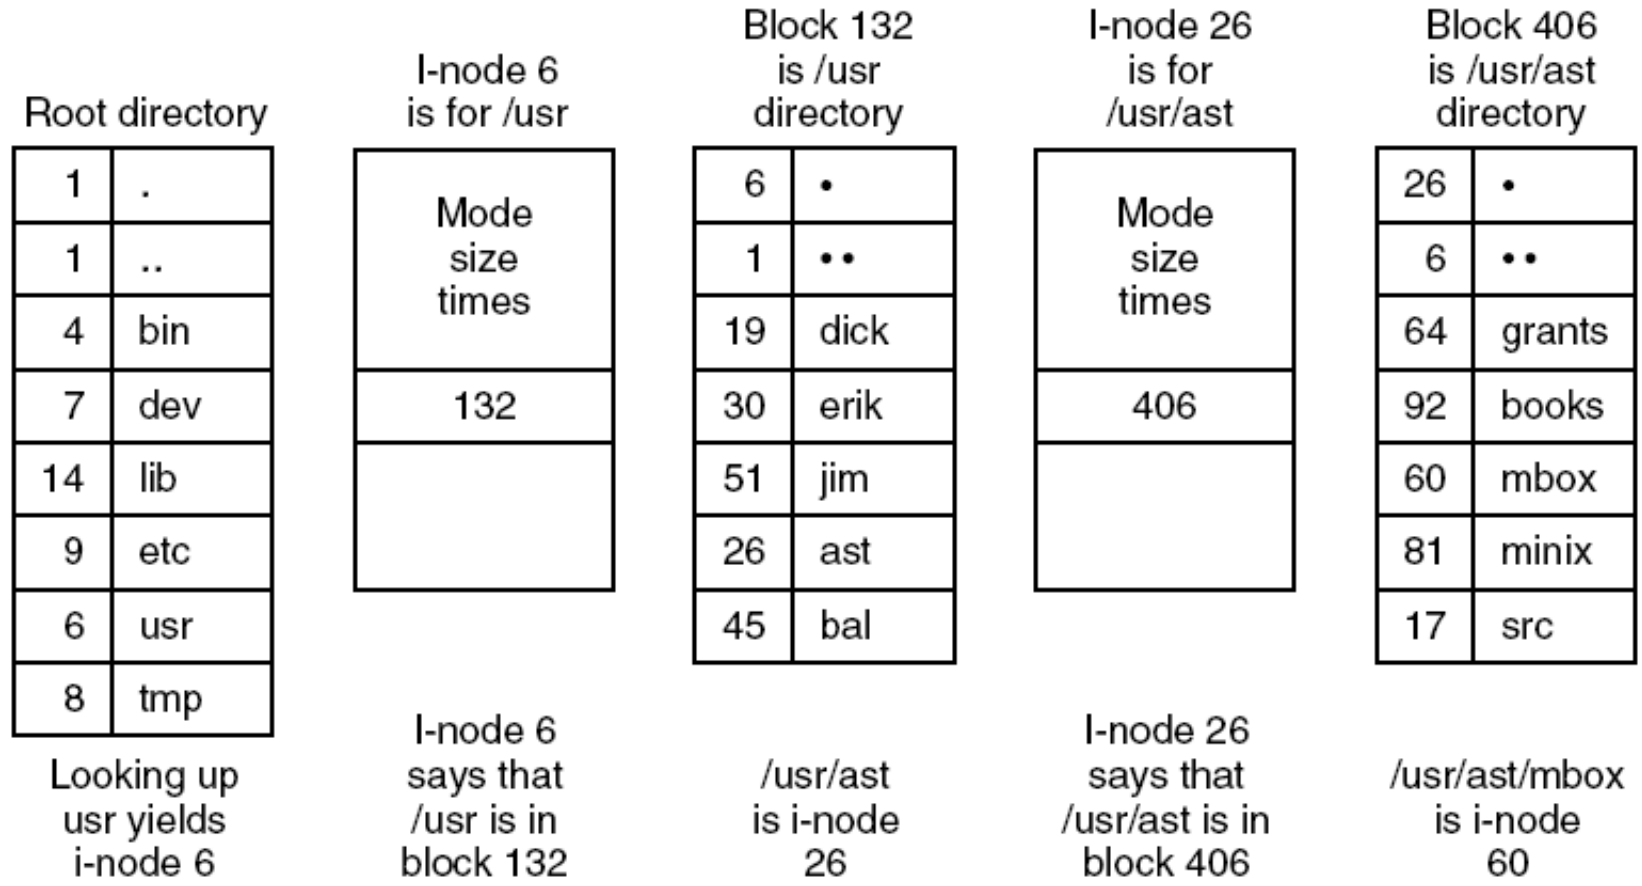 Root directory
1 .
1 ..
4 bin
7 dev
14 lib
9 etc
6 usr
8 tmp
Looking up
usr yields
i-node 6
I-node 6
is for /usr
Mode
size
times
132
I-node 6
says that
/usr is in
block 132
Block 132
is /usr
directory
6 •
1 ••
19 dick
30 erik
51 jim
26 ast
45 bal
/usr/ast
is i-node
26
I-node 26
is for
/usr/ast
Mode
size
times
406
I-node 26
says that
/usr/ast is in
block 406
Block 406
is /usr/ast
directory
26 •
6 ••
64 grants
92 books
60 mbox
81 minix
17 src
/usr/ast/mbox
is i-node
60